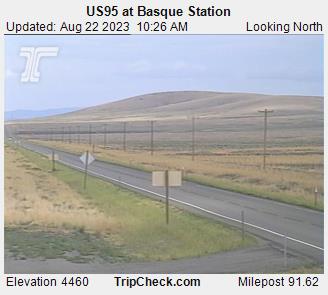 US95 at Basque Station
Updated: Aug 22 2023 10:26 AM Looking North
Elevation 4460 TripCheck.com Milepost 91.62